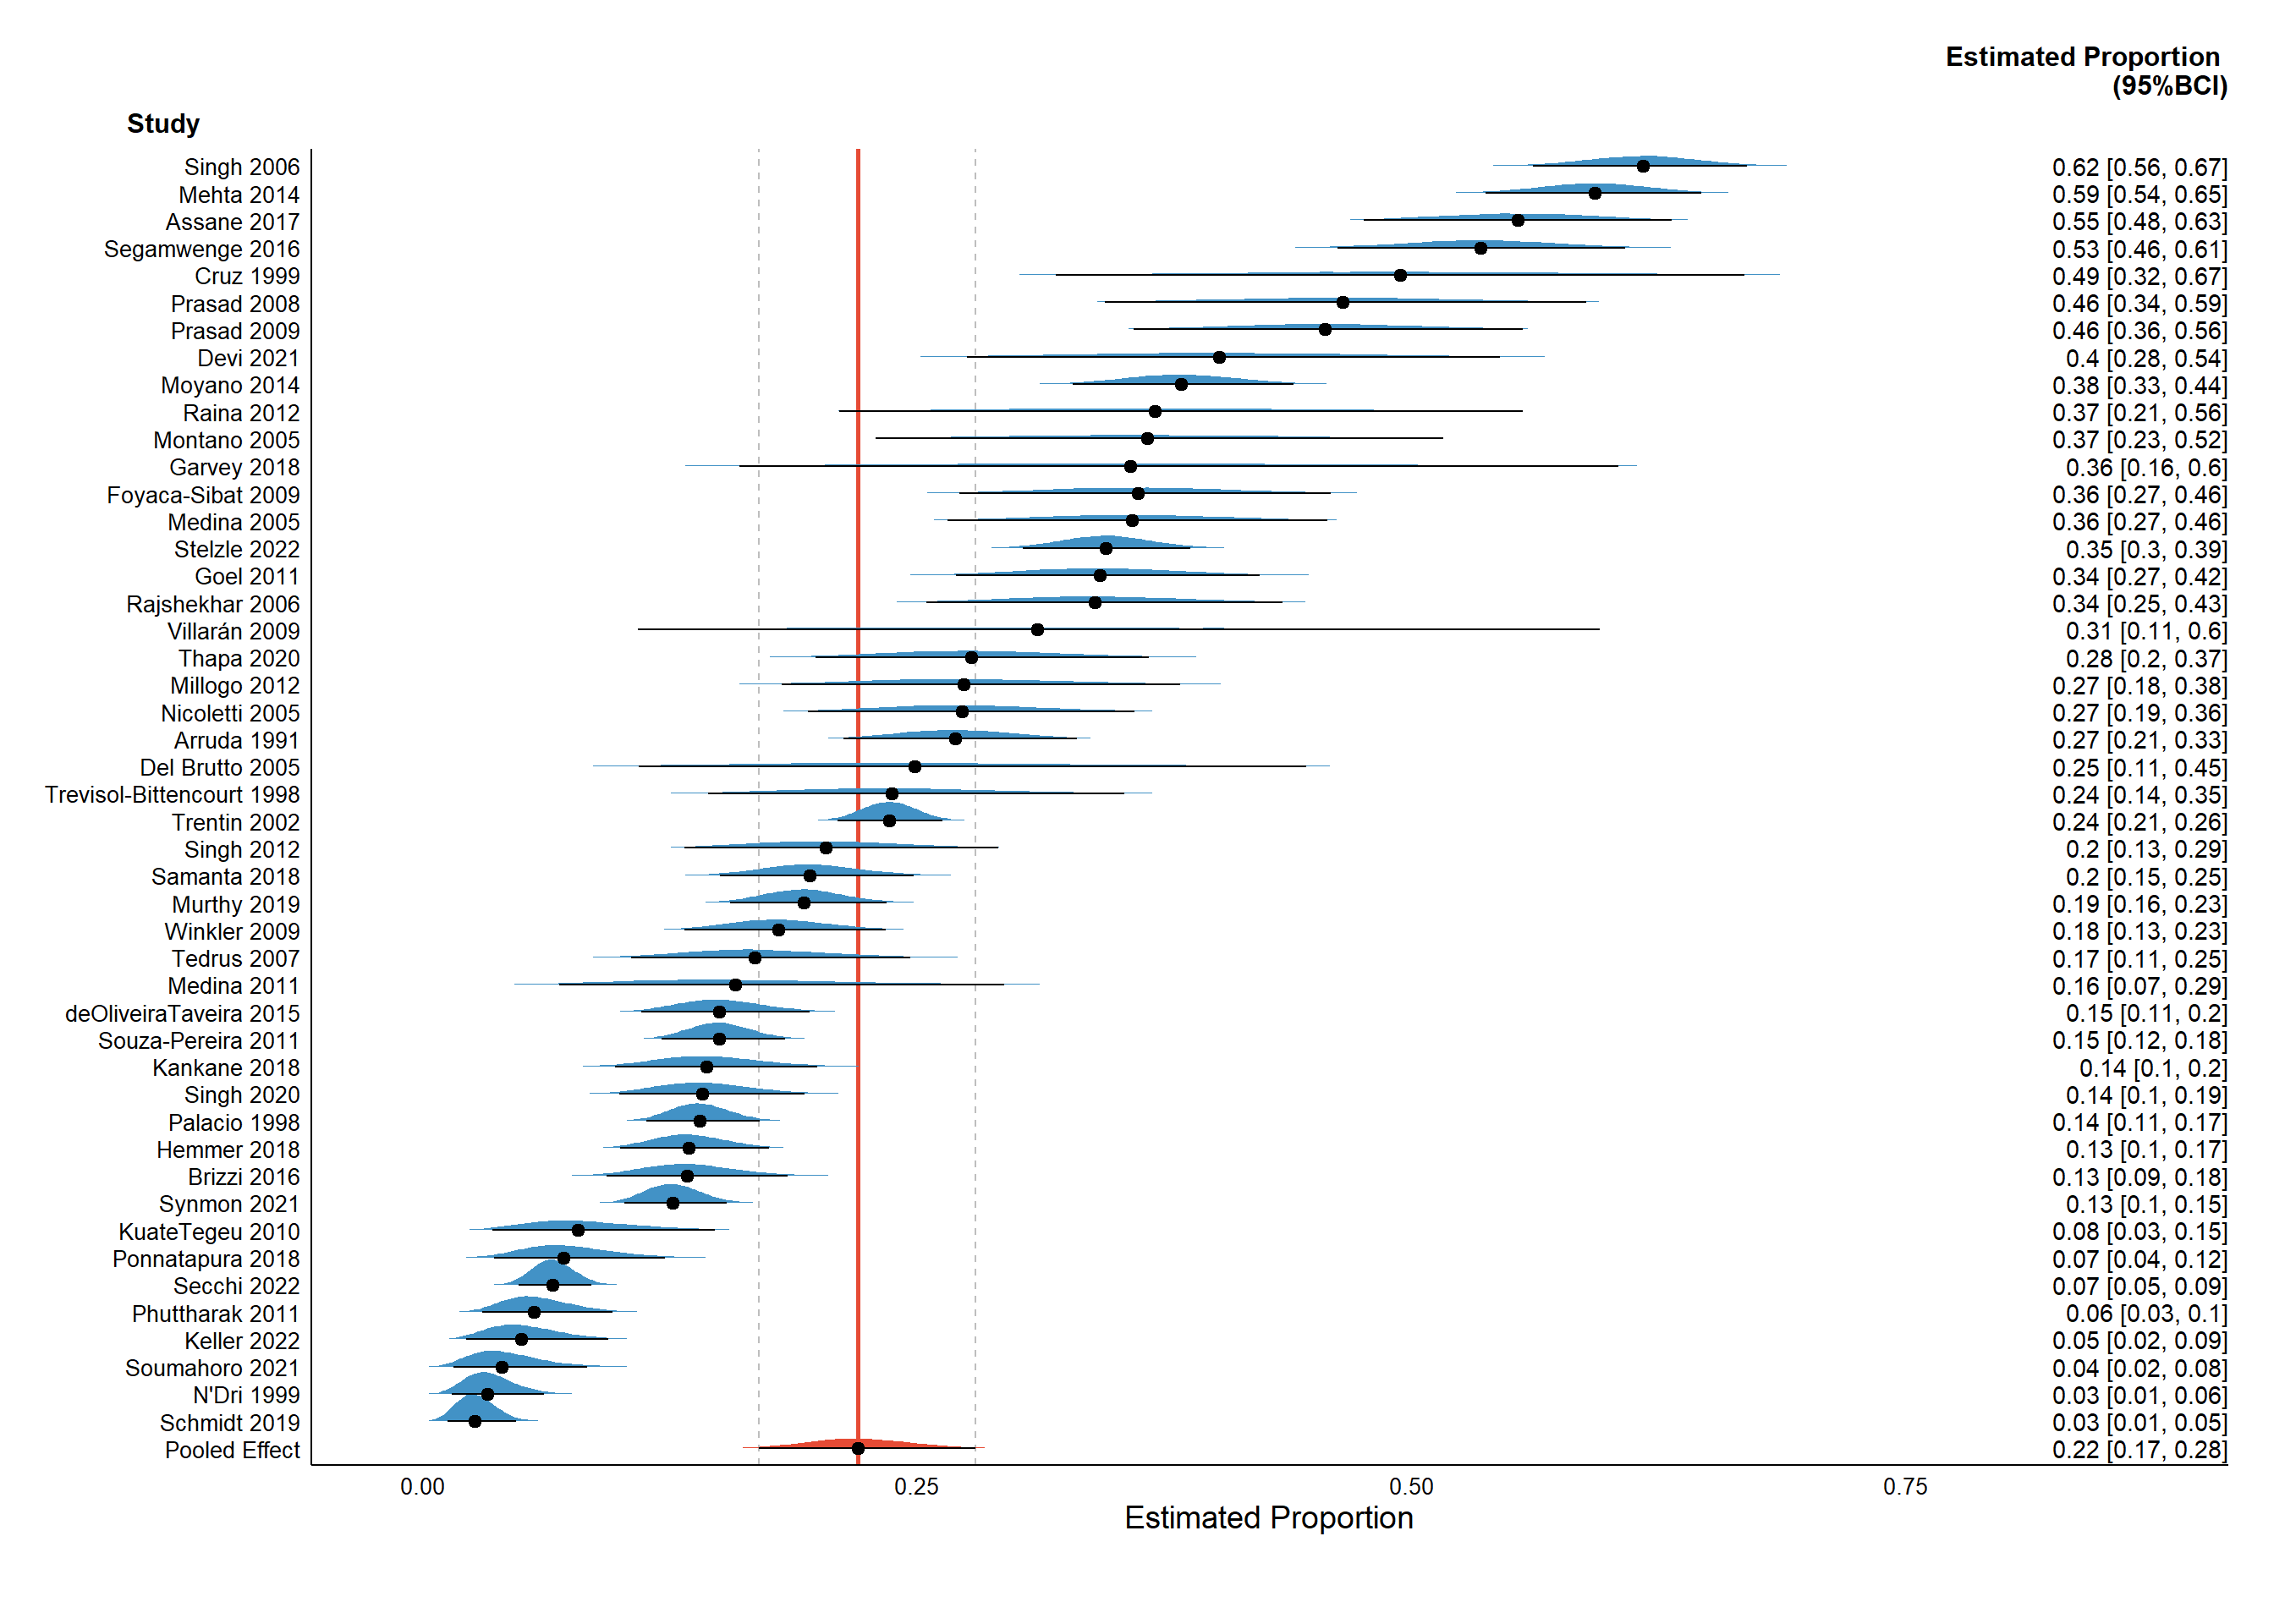 Estimated Proportion
(95%BCI)
Study
Singh 2006 0.62 [0.56, 0.67]
Mehta 2014 0.59 [0.54, 0.65]
Assane 2017 0.55 [0.48, 0.63]
Segamwenge 2016 0.53 [0.46, 0.61]
Cruz 1999 0.49 [0.32, 0.67]
Prasad 2008 0.46 [0.34, 0.59]
Prasad 2009 0.46 [0.36, 0.56]
Devi 2021 0.4 [0.28, 0.54]
Moyano 2014 0.38 [0.33, 0.44]
Raina 2012 0.37 [0.21, 0.56]
Montano 2005 0.37 [0.23, 0.52]
Garvey 2018 0.36 [0.16, 0.6]
Foyaca-Sibat 2009 0.36 [0.27, 0.46]
Medina 2005 0.36 [0.27, 0.46]
Stelzle 2022 0.35 [0.3, 0.39]
Goel 2011 0.34 [0.27, 0.42]
Rajshekhar 2006 0.34 [0.25, 0.43]
Villarán 2009 0.31 [0.11, 0.6]
Thapa 2020 0.28 [0.2, 0.37]
Millogo 2012 0.27 [0.18, 0.38]
Nicoletti 2005 0.27 [0.19, 0.36]
Arruda 1991 0.27 [0.21, 0.33]
Del Brutto 2005 0.25 [0.11, 0.45]
Trevisol-Bittencourt 1998 0.24 [0.14, 0.35]
Trentin 2002 0.24 [0.21, 0.26]
Singh 2012 0.2 [0.13, 0.29]
Samanta 2018 0.2 [0.15, 0.25]
Murthy 2019 0.19 [0.16, 0.23]
Winkler 2009 0.18 [0.13, 0.23]
Tedrus 2007 0.17 [0.11, 0.25]
Medina 2011 0.16 [0.07, 0.29]
deOliveiraTaveira 2015 0.15 [0.11, 0.2]
Souza-Pereira 2011 0.15 [0.12, 0.18]
Kankane 2018 0.14 [0.1, 0.2]
Singh 2020 0.14 [0.1, 0.19]
Palacio 1998 0.14 [0.11, 0.17]
Hemmer 2018 0.13 [0.1, 0.17]
Brizzi 2016 0.13 [0.09, 0.18]
Synmon 2021 0.13 [0.1, 0.15]
KuateTegeu 2010 0.08 [0.03, 0.15]
Ponnatapura 2018 0.07 [0.04, 0.12]
Secchi 2022 0.07 [0.05, 0.09]
Phuttharak 2011 0.06 [0.03, 0.1]
Keller 2022 0.05 [0.02, 0.09]
Soumahoro 2021 0.04 [0.02, 0.08]
N'Dri 1999 0.03 [0.01, 0.06]
Schmidt 2019 0.03 [0.01, 0.05]
Pooled Effect 0.22 [0.17, 0.28]
0.00 0.25 0.50 0.75
Estimated Proportion